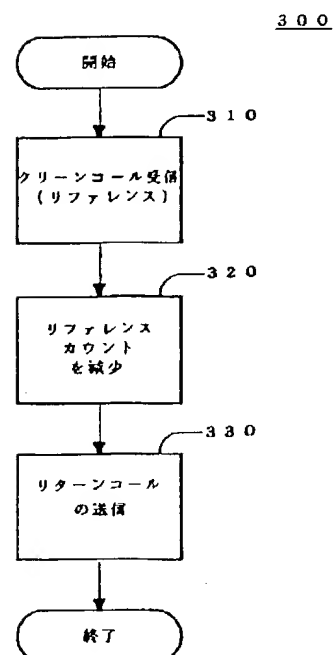 300
開始
310
クリーンコール受信
(リファレンス)
320
リファレンス
カウント
を減少
330
リターンコール
の送信
終了